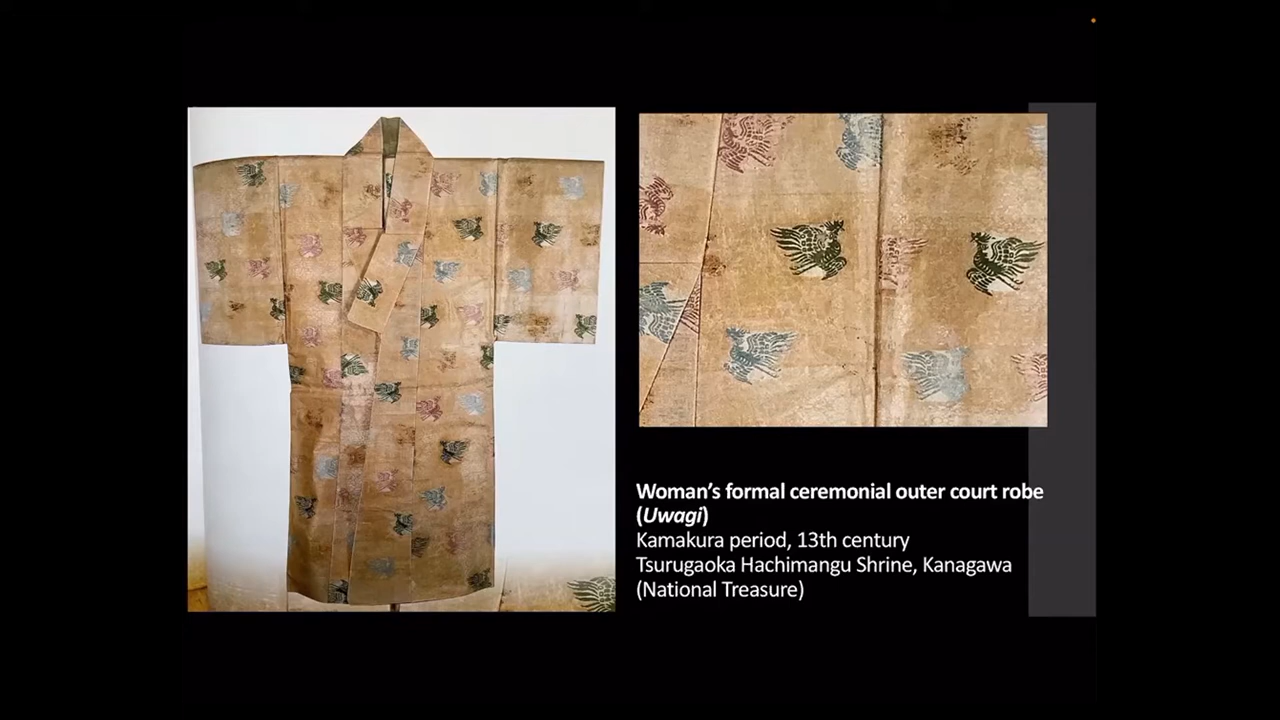 Woman’s formal ceremonial outer court robe
(Uwagi)
Kamakura period, 13th century
Tsurugaoka Hachimangu Shrine, Kanagawa
(National Treasure)